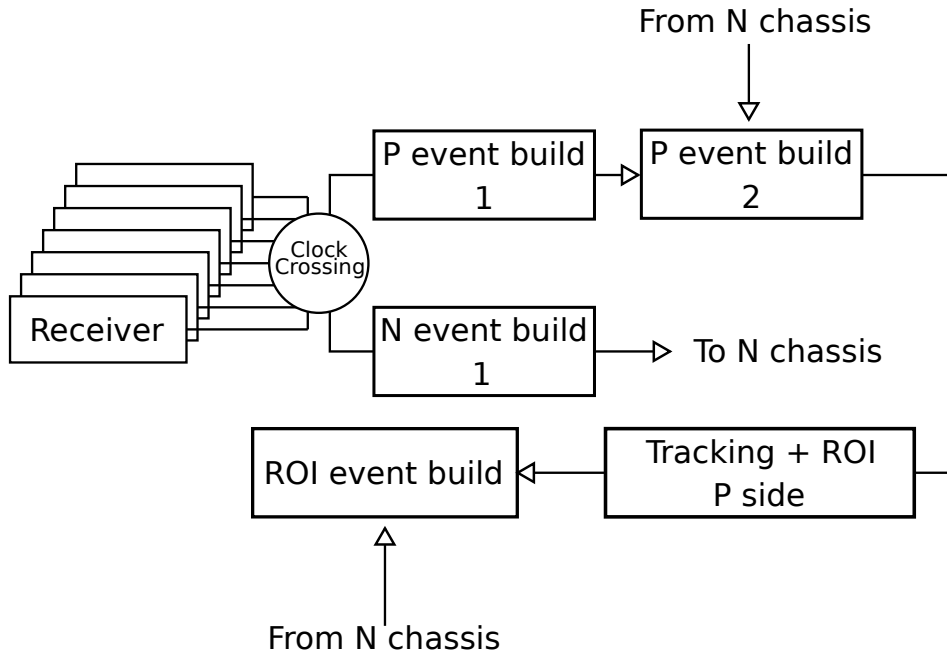 From N chassis
P event build
1
P event build
2
Clock
Crossing
Receiver
N event build
1
To N chassis
ROI event build
Tracking + ROI
P side
From N chassis